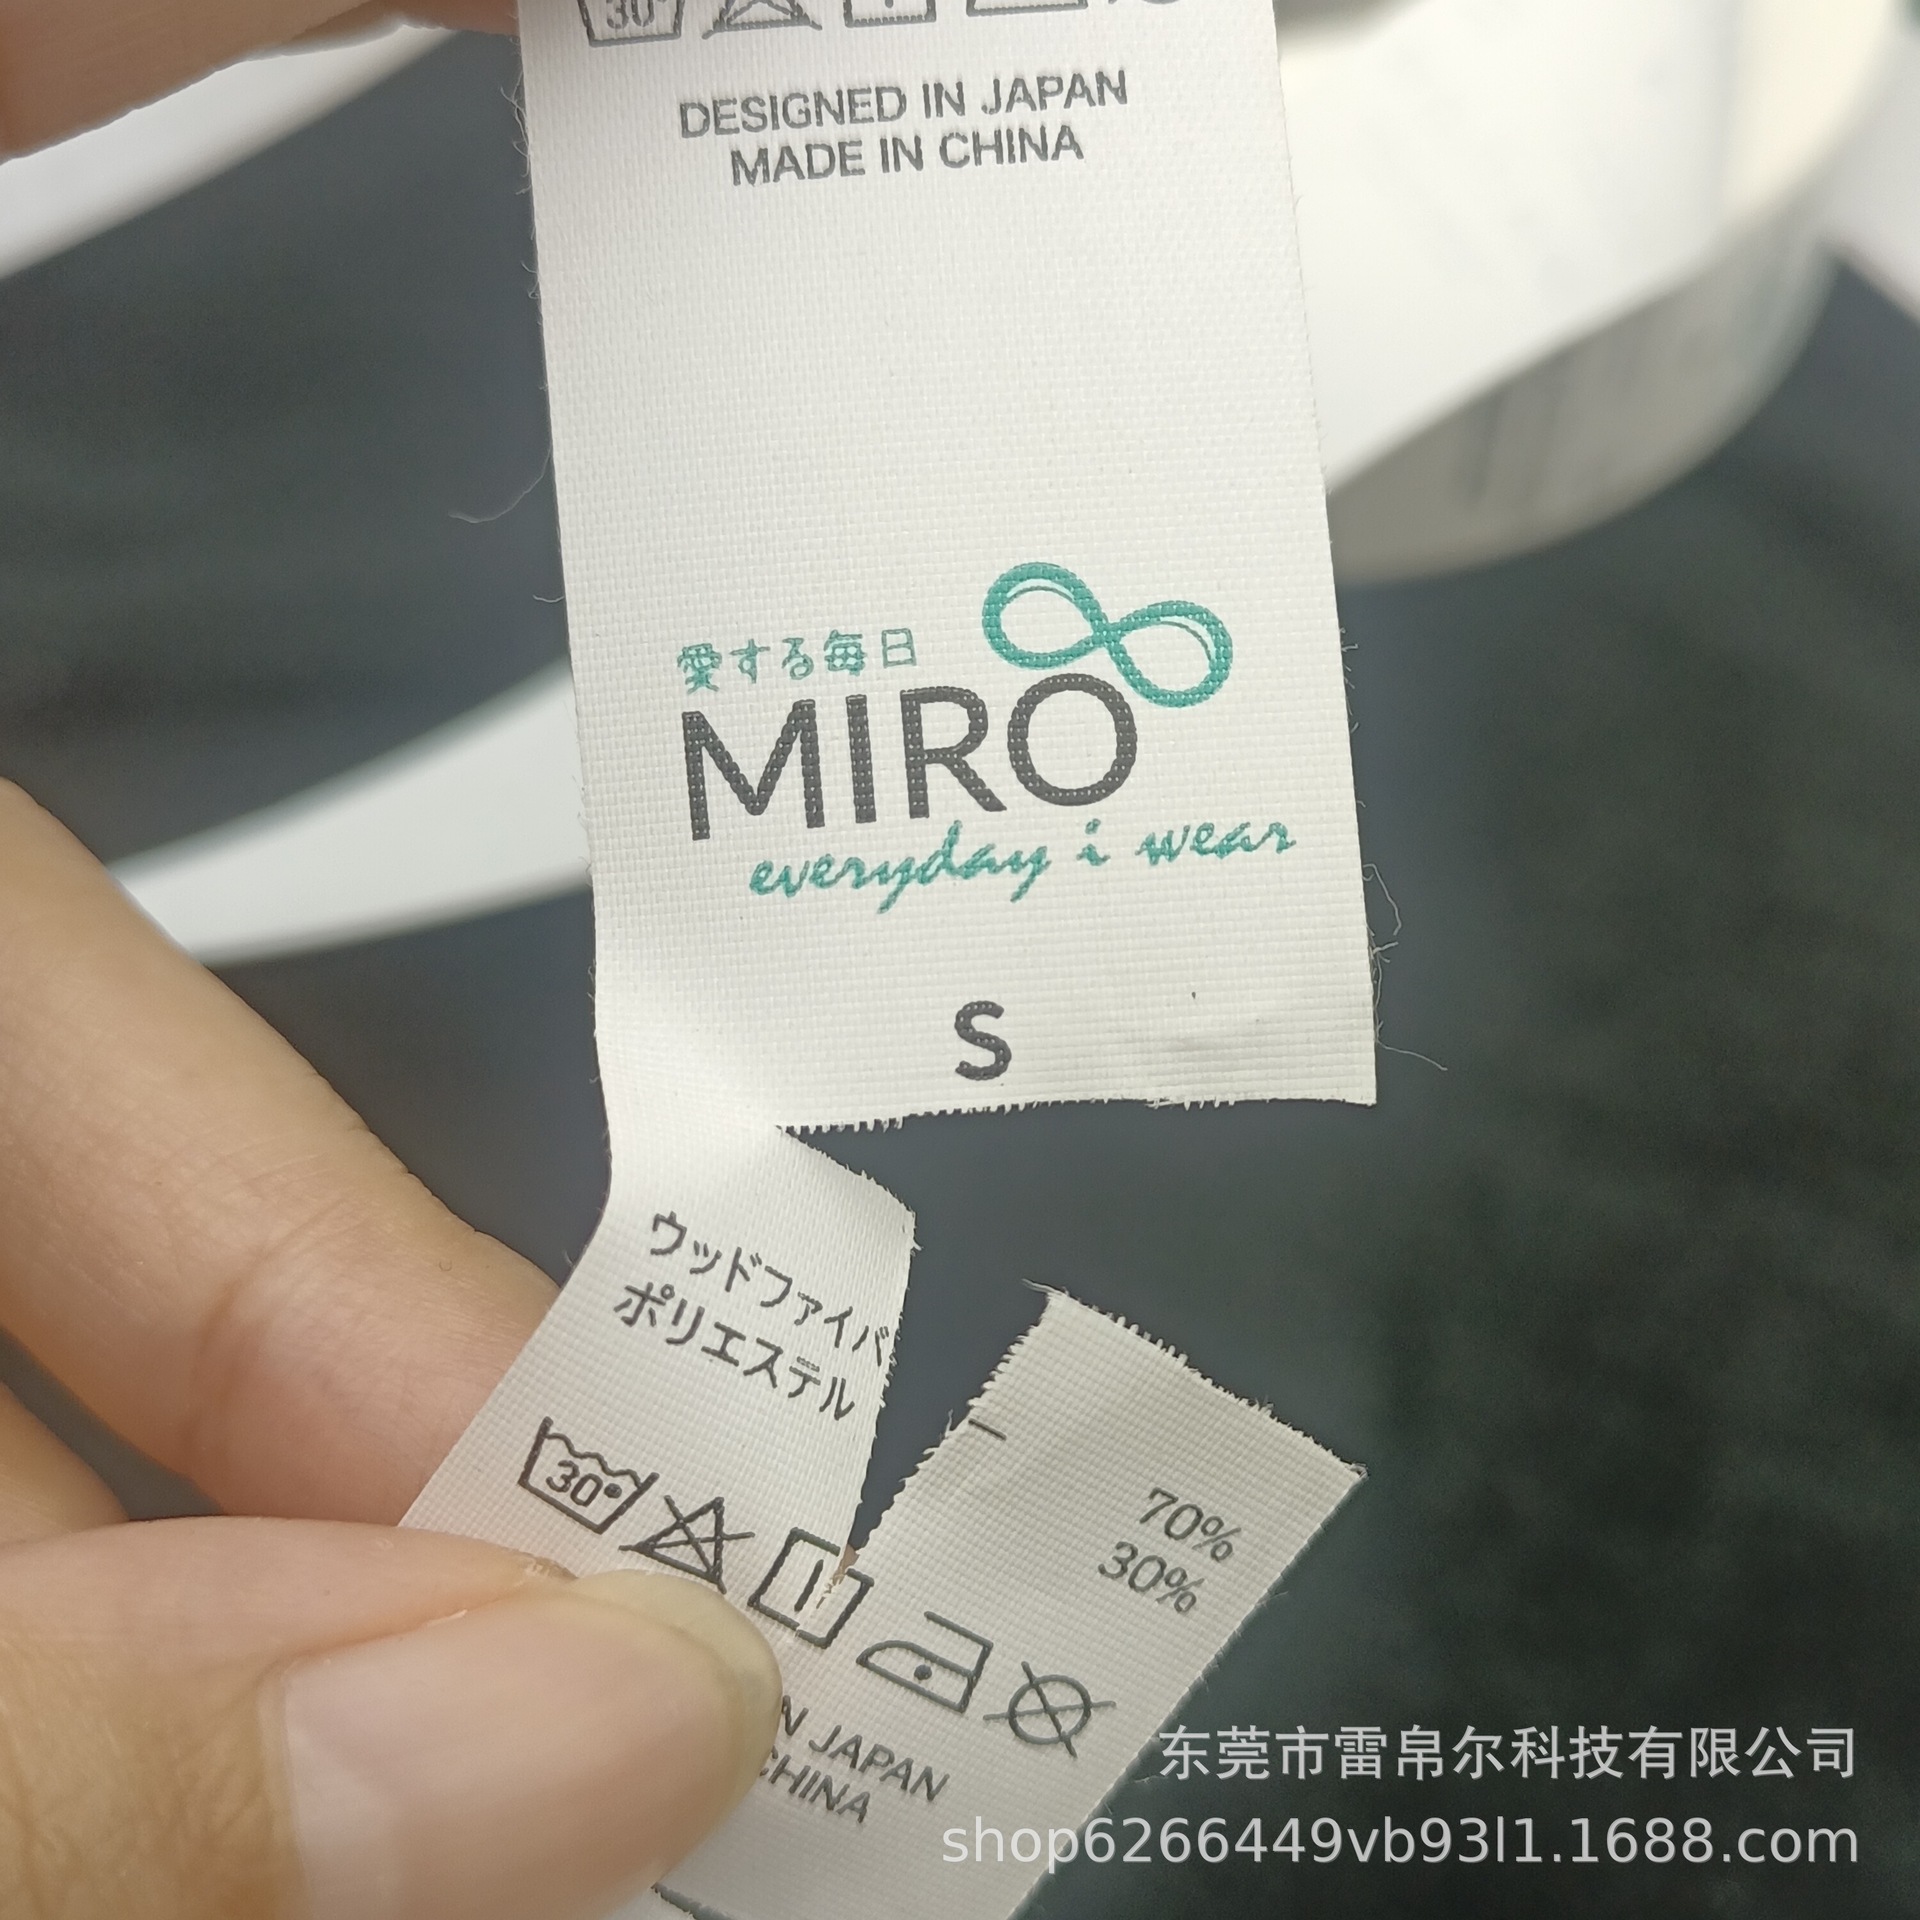 30°
DESIGNED IN JAPAN
MADE IN CHINA
愛する毎日
MIRO
everyday i wear
S
ウッドファイバ
ポリエステル
70%
30%
30°
N JAPAN
CHINA
东莞市雷帛尔科技有限公司
shop6266449vb93l1.1688.com